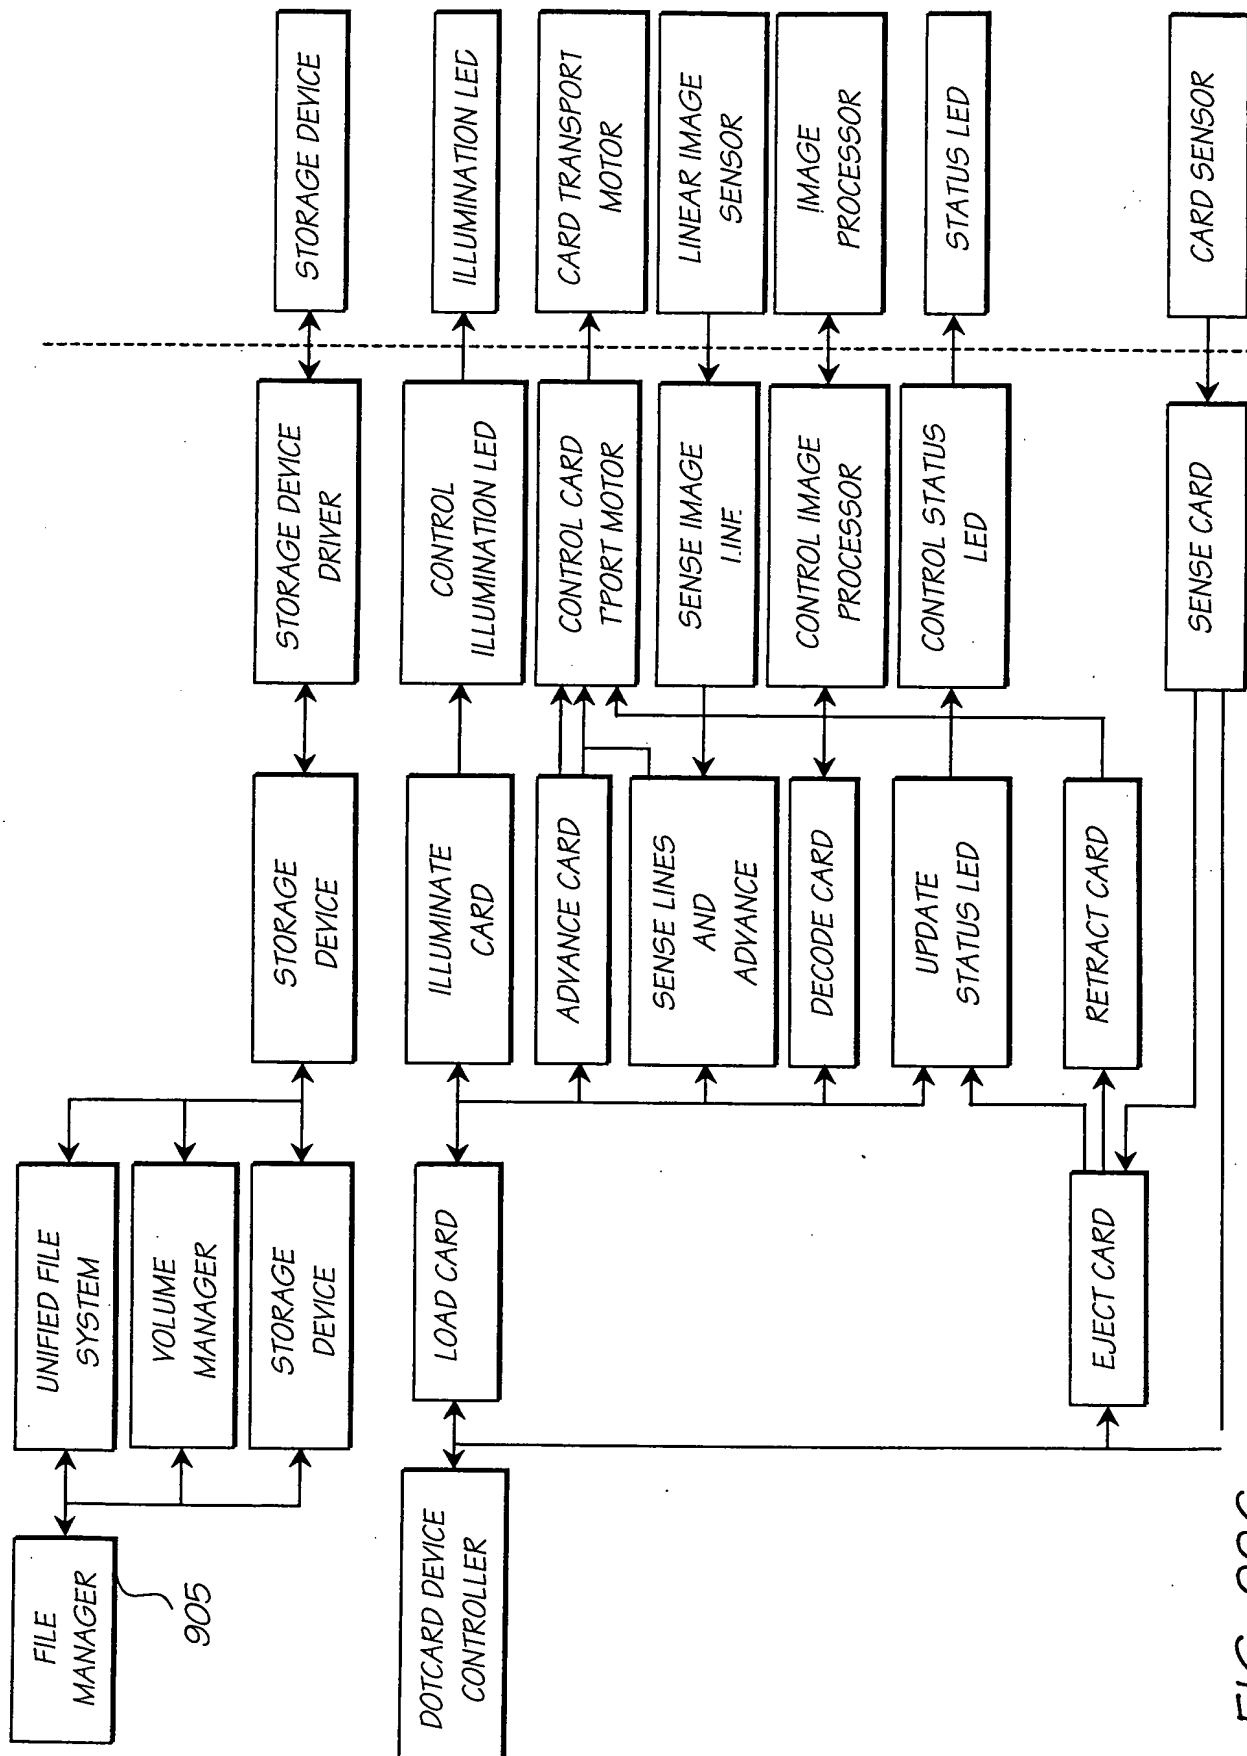 FILE
MANAGER
905
UNIFIED FILE
SYSTEM
VOLUME
MANAGER
STORAGE
DEVICE
STORAGE
DEVICE
STORAGE DEVICE
DRIVER
STORAGE DEVICE
DOTCARD DEVICE
CONTROLLER
LOAD CARD
ILLUMINATE
CARD
CONTROL
ILLUMINATION LED
ILLUMINATION LED
ADVANCE CARD
CONTROL CARD
T'PORT MOTOR
CARD TRANSPORT
MOTOR
SENSE LINES
AND
ADVANCE
SENSE IMAGE
I.INF.
LINEAR IMAGE
SENSOR
DECODE CARD
CONTROL IMAGE
PROCESSOR
IMAGE
PROCESSOR
UPDATE
STATUS LED
CONTROL STATUS
LED
STATUS LED
EJECT CARD
RETRACT CARD
SENSE CARD
CARD SENSOR
FIG.